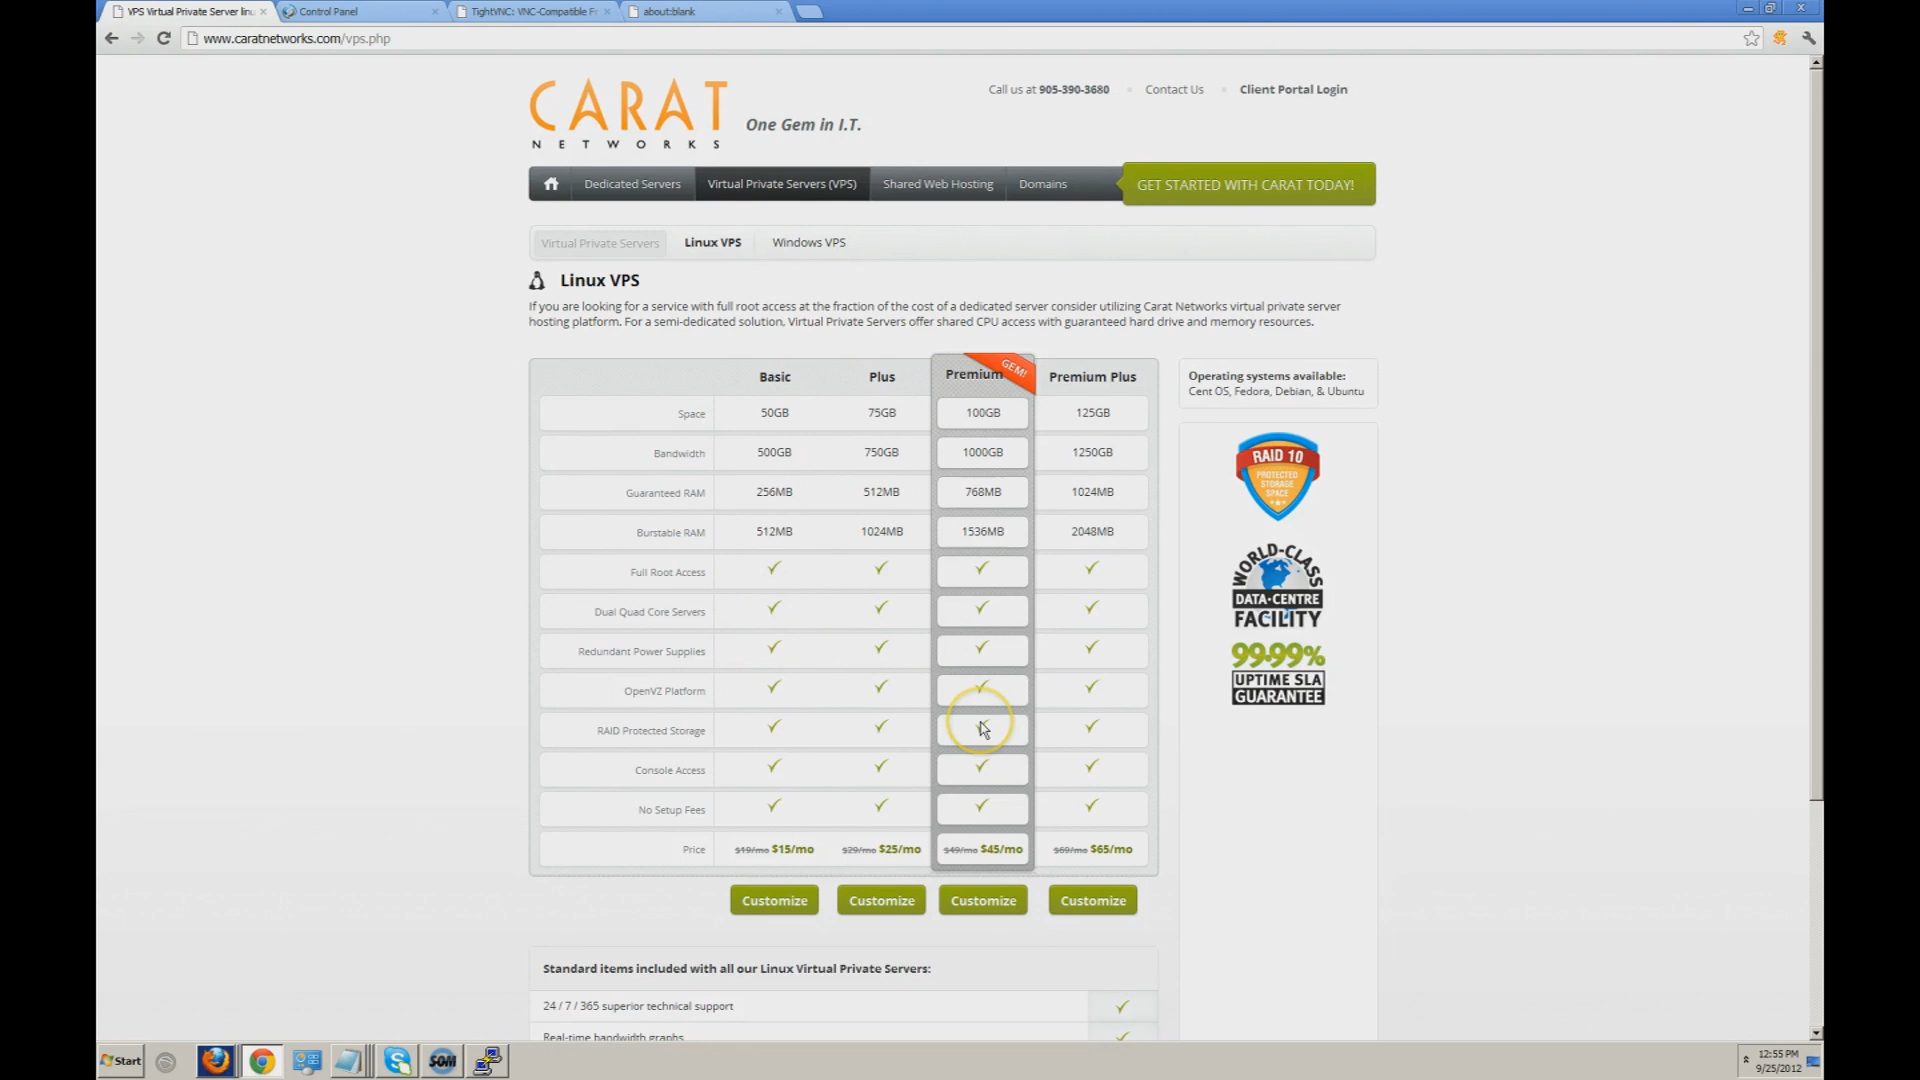 VPS Virtual Private Server linu
Control Panel
TightVNC: VNC-Compatible Fr
about:blank
www.caratnetworks.com/vps.php
CARAT
NETWORKS
One Gem in I.T.
Call us at 905-390-3680
Contact Us
Client Portal Login
Dedicated Servers
Virtual Private Servers (VPS)
Shared Web Hosting
Domains
GET STARTED WITH CARAT TODAY!
Virtual Private Servers
Linux VPS
Windows VPS
Linux VPS
If you are looking for a service with full root access at the fraction of the cost of a dedicated server consider utilizing Carat Networks virtual private server
hosting platform. For a semi-dedicated solution, Virtual Private Servers offer shared CPU access with guaranteed hard drive and memory resources.
Basic Plus Premium GEM! Premium Plus
Space 50GB 75GB 100GB 125GB
Bandwidth 500GB 750GB 1000GB 1250GB
Guaranteed RAM 256MB 512MB 768MB 1024MB
Burstable RAM 512MB 1024MB 1536MB 2048MB
Full Root Access
Dual Quad Core Servers
Redundant Power Supplies
OpenVZ Platform
RAID Protected Storage
Console Access
No Setup Fees
Price $19/mo $15/mo $29/mo $25/mo $49/mo $45/mo $69/mo $65/mo
Customize Customize Customize Customize
Operating systems available:
Cent OS, Fedora, Debian, & Ubuntu
RAID 10
PROTECTED
STORAGE
SPACE
WORLD-CLASS
DATA-CENTRE
FACILITY
99.99%
UPTIME SLA
GUARANTEE
Standard items included with all our Linux Virtual Private Servers:
24 / 7 / 365 superior technical support
Real-time bandwidth graphs
Start
SOM
12:55 PM
9/25/2012